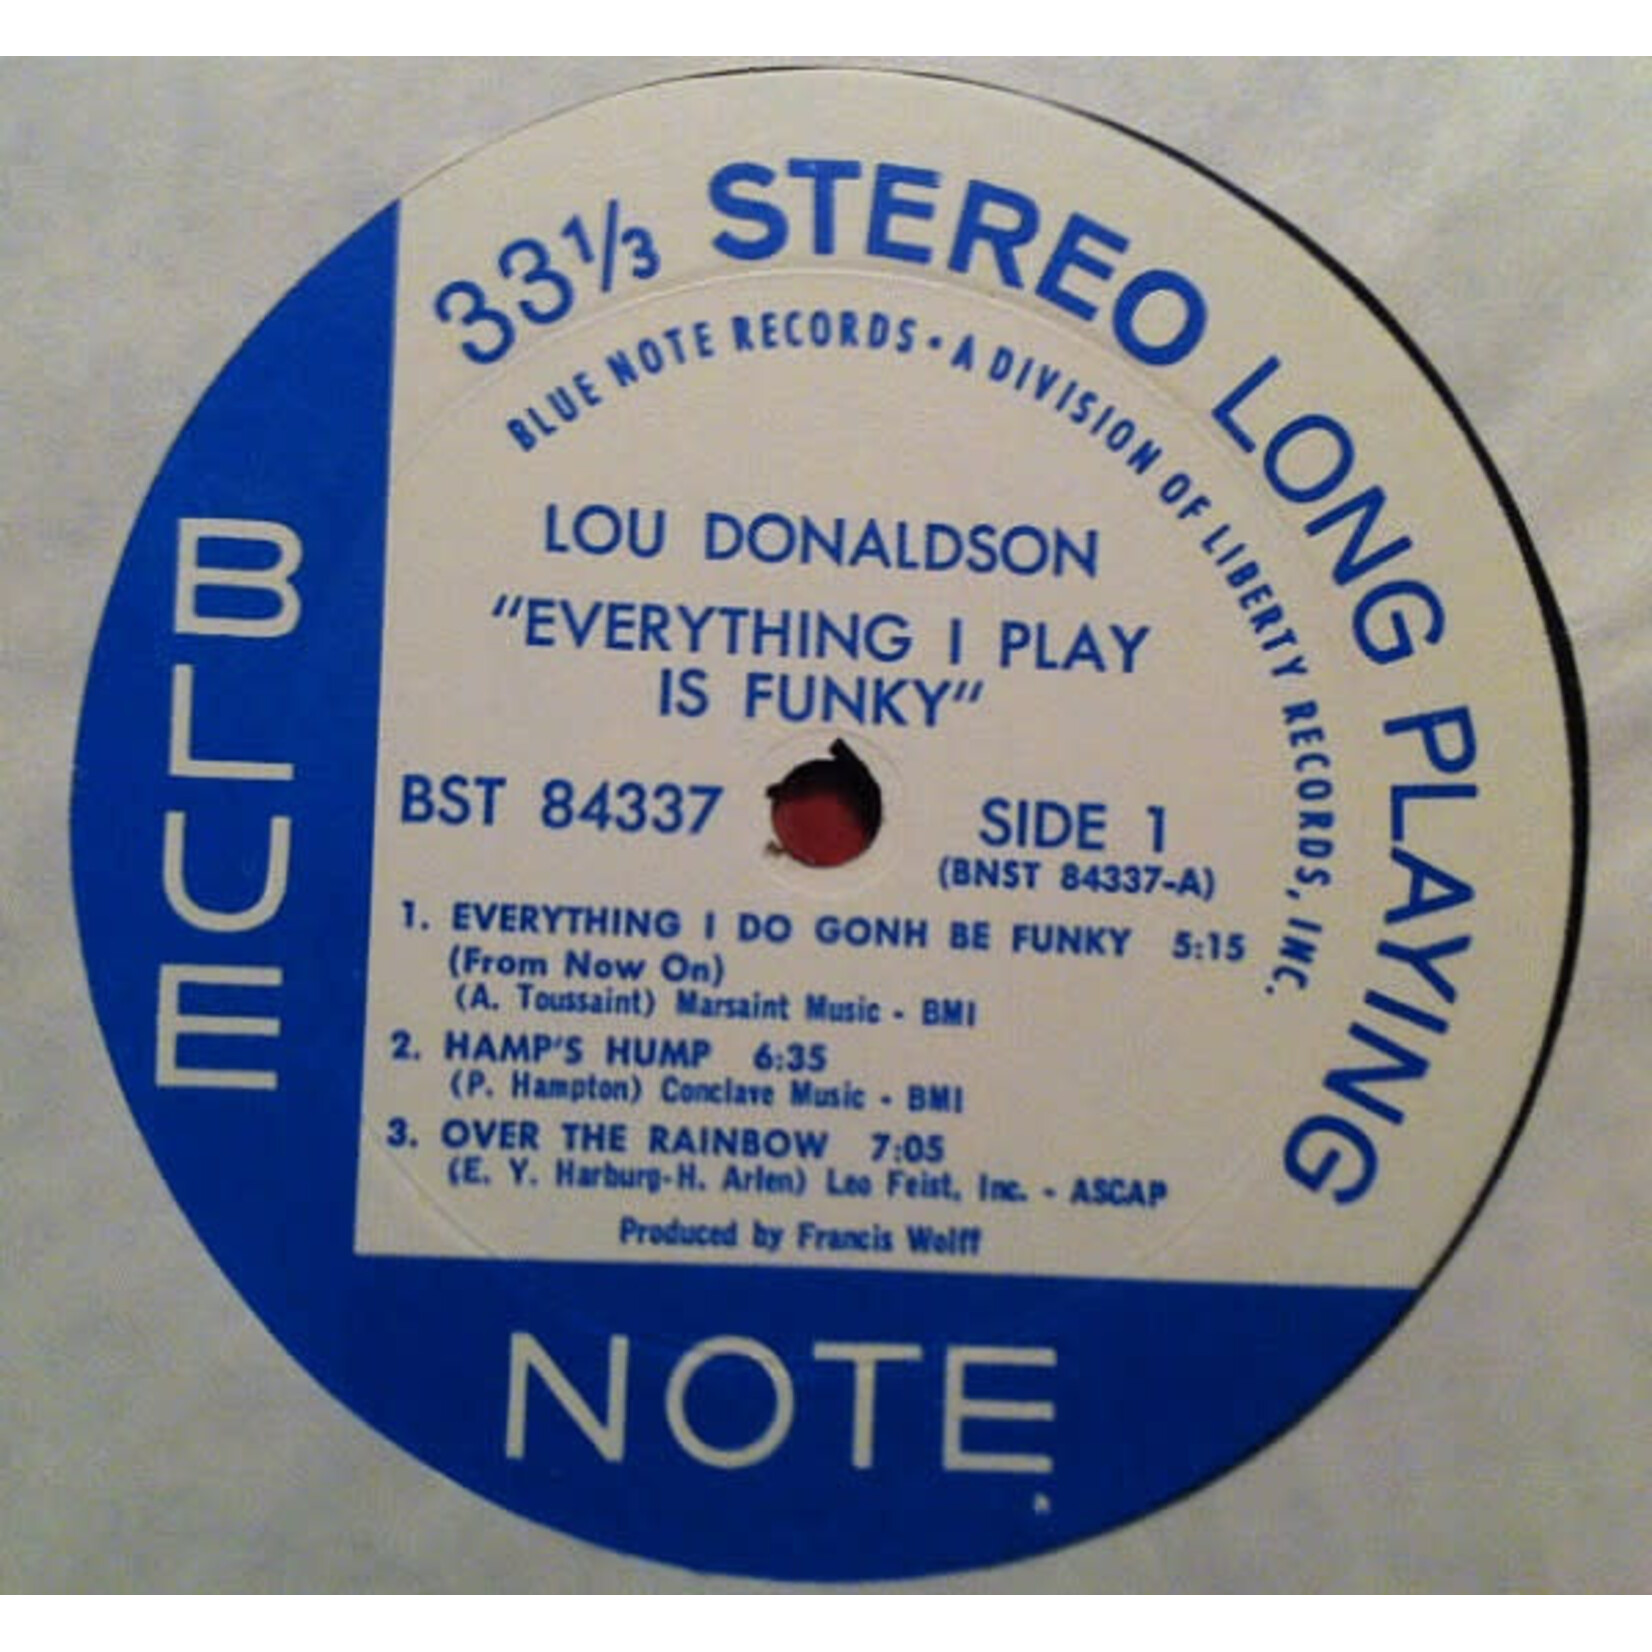 33⅓ STEREO LONG PLAYING
BLUE NOTE RECORDS • A DIVISION OF LIBERTY RECORDS, INC.
LOU DONALDSON
"EVERYTHING I PLAY
IS FUNKY"
BST 84337
SIDE 1
(BNST 84337-A)
1. EVERYTHING I DO GONH BE FUNKY 5:15
(From Now On)
(A. Toussaint) Marsaint Music - BMI
2. HAMP'S HUMP 6:35
(P. Hampton) Conclave Music - BMI
3. OVER THE RAINBOW 7:05
(E. Y. Harburg-H. Arlen) Leo Feist, Inc. - ASCAP
Produced by Francis Wolff
BLUE
NOTE